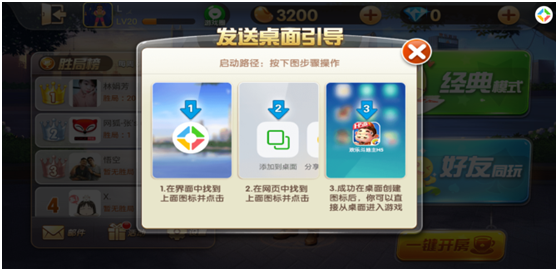 L
LV39
3200
0
发送桌面引导
启动路径：按下图步骤操作
胜局榜
1
2
3
4
X
1
2
3
添加到桌面
分享
1.在界面中找到
上面图标并点击
2.在网页中找到
上面图标并点击
3.成功在桌面创建
图标后，你可以直
接从桌面进入游戏
经典模式
好友同玩
悟空
邮件
一键开局